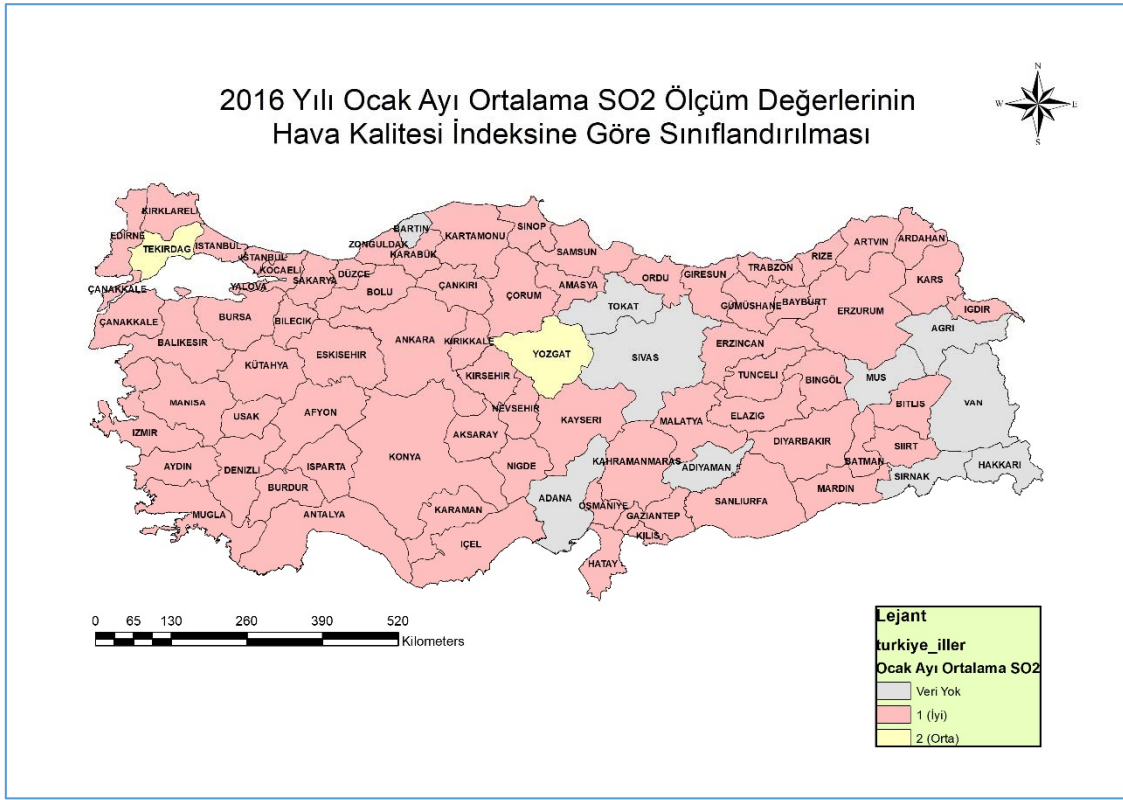 2016 Yılı Ocak Ayı Ortalama SO2 Ölçüm Değerlerinin
Hava Kalitesi İndeksine Göre Sınıflandırılması
N
W
E
S
KIRKLARELI
EDIRNE
TEKIRDAG
ISTANBUL
ISTANBUL
KOCAELI
YALOVA
SAKARYA
DÜZCE
ZONGULDAK
BARTIN
KARABÜK
KARTAMONU
SINOP
SAMSUN
ORDU
GIRESUN
TRABZON
RIZE
ARTVIN
ARDAHAN
KARS
IGDIR
ÇANAKKALE
ÇANAKKALE
BURSA
BILECIK
BOLU
ÇANKIRI
ÇORUM
AMASYA
TOKAT
GÜMÜSHANE
BAYBURT
ERZURUM
AGRI
BALIKESIR
KÜTAHYA
ESKISEHIR
ANKARA
KIRIKKALE
YOZGAT
SIVAS
ERZINCAN
TUNCELI
BINGÖL
MUS
VAN
BITLIS
KIRSEHIR
NEVSEHIR
KAYSERI
MALATYA
ELAZIG
DIYARBAKIR
BATMAN
SIIRT
SIRNAK
HAKKARI
MANISA
USAK
AFYON
IZMIR
AYDIN
DENIZLI
ISPARTA
BURDUR
MUGLA
ANTALYA
KONYA
AKSARAY
NIGDE
KARAMAN
IÇEL
ADANA
KAHRAMANMARAS
ADIYAMAN
OSMANIYE
GAZIANTEP
KILIS
HATAY
SANLIURFA
MARDIN
0 65 130 260 390 520
Kilometers
Lejant
turkiye_iller
Ocak Ayı Ortalama SO2
Veri Yok
1 (İyi)
2 (Orta)